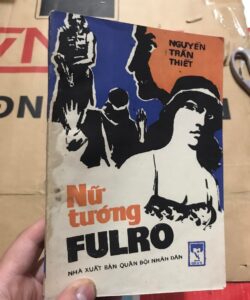 NGUYỄN
TRẦN
THIẾT
Nữ
tướng
FULRO
NHÀ XUẤT BẢN QUÂN ĐỘI NHÂN DÂN